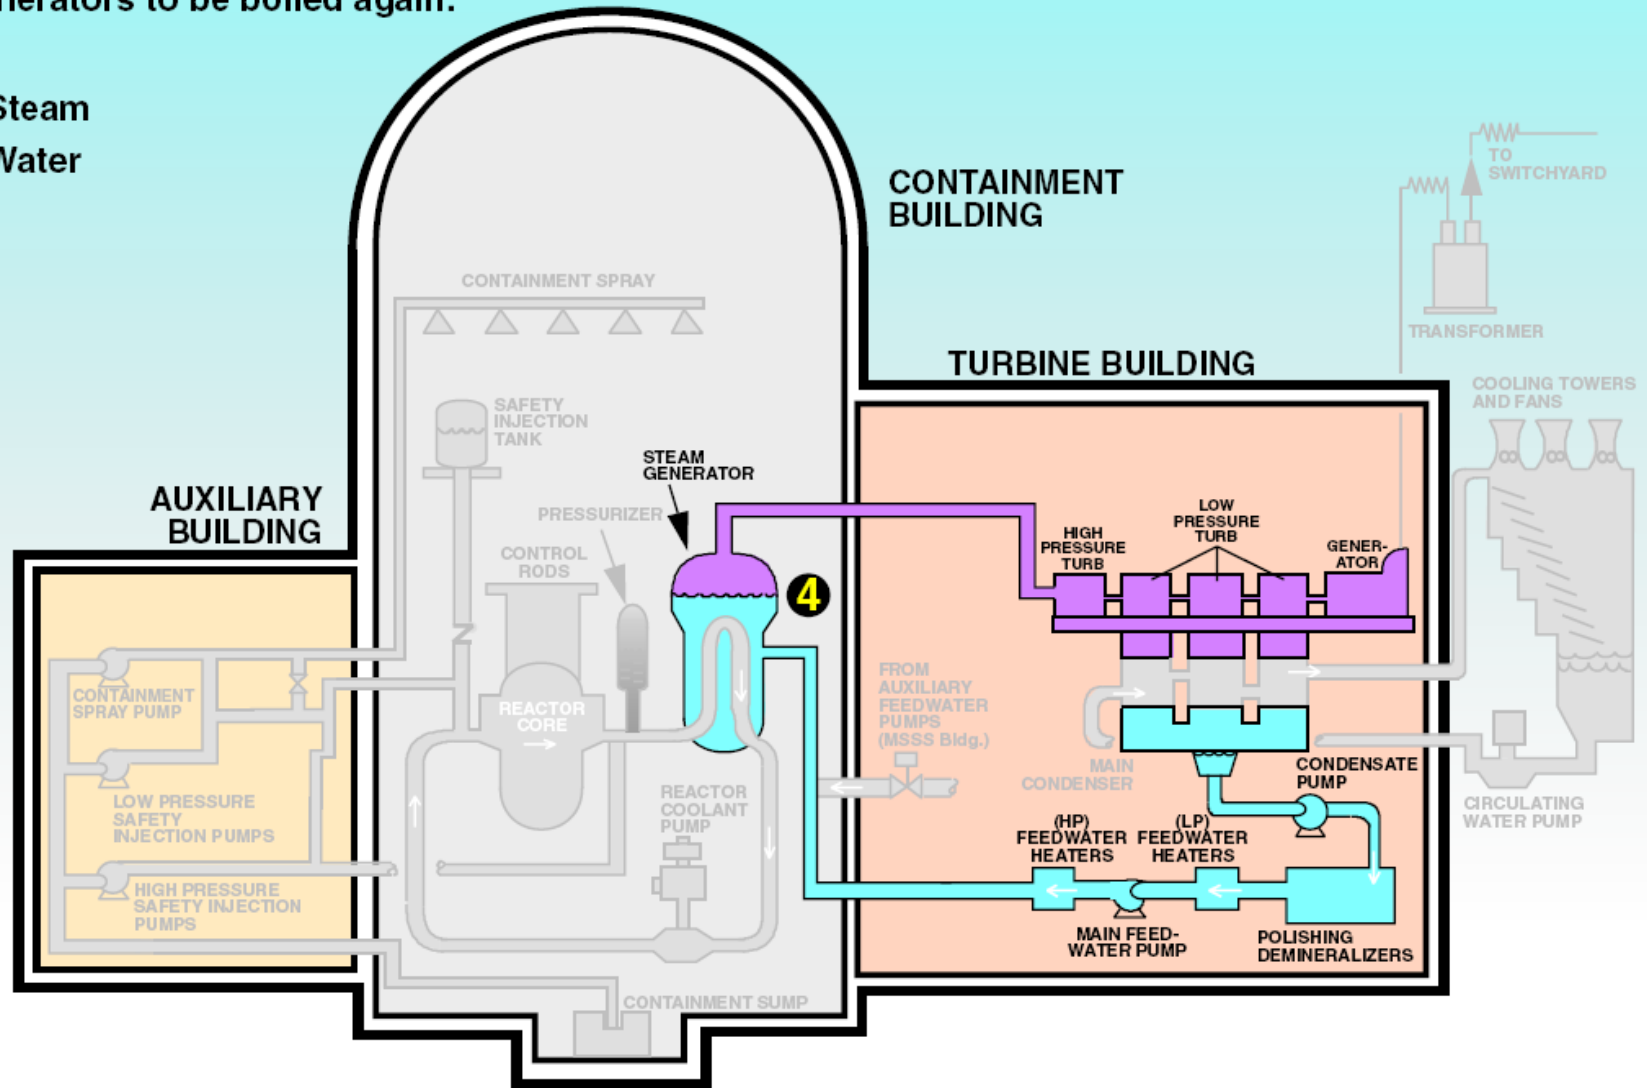 to be boiled again.
Steam
Water
CONTAINMENT
BUILDING
TO
SWITCHYARD
CONTAINMENT SPRAY
TRANSFORMER
TURBINE BUILDING
COOLING TOWERS
AND FANS
SAFETY
INJECTION
TANK
STEAM
GENERATOR
AUXILIARY
BUILDING
PRESSURIZER
CONTROL
RODS
HIGH
PRESSURE
TURB
LOW
PRESSURE
TURB
GENER-
ATOR
4
CONTAINMENT
SPRAY PUMP
REACTOR
CORE
FROM
AUXILIARY
FEEDWATER
PUMPS
(MSSS Bldg.)
MAIN
CONDENSER
CONDENSATE
PUMP
LOW PRESSURE
SAFETY
INJECTION PUMPS
REACTOR
COOLANT
PUMP
CIRCULATING
WATER PUMP
(HP)
FEEDWATER
HEATERS
(LP)
FEEDWATER
HEATERS
HIGH PRESSURE
SAFETY INJECTION
PUMPS
MAIN FEED-
WATER PUMP
POLISHING
DEMINERALIZERS
CONTAINMENT SUMP